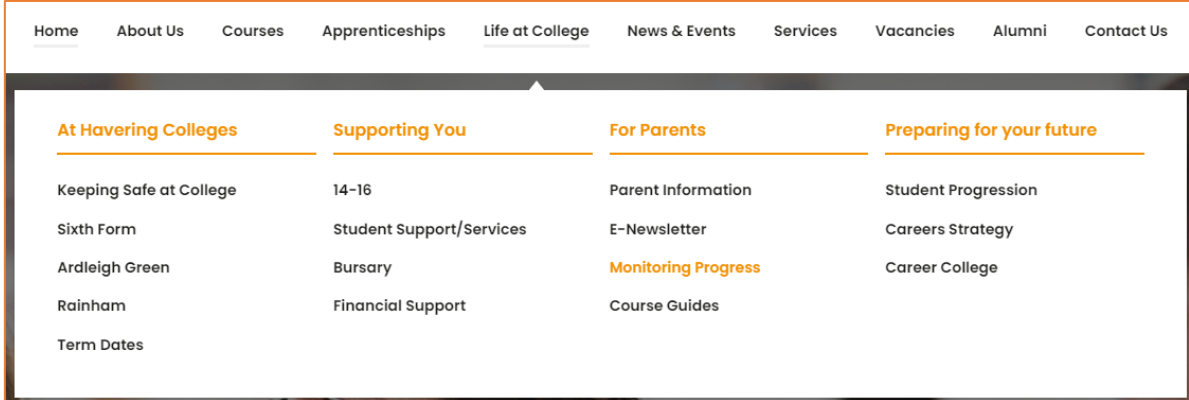 Home About Us Courses Apprenticeships Life at College News & Events Services Vacancies Alumni Contact Us
At Havering Colleges
Keeping Safe at College
Sixth Form
Ardleigh Green
Rainham
Term Dates
Supporting You
14-16
Student Support/Services
Bursary
Financial Support
For Parents
Parent Information
E-Newsletter
Monitoring Progress
Course Guides
Preparing for your future
Student Progression
Careers Strategy
Career College